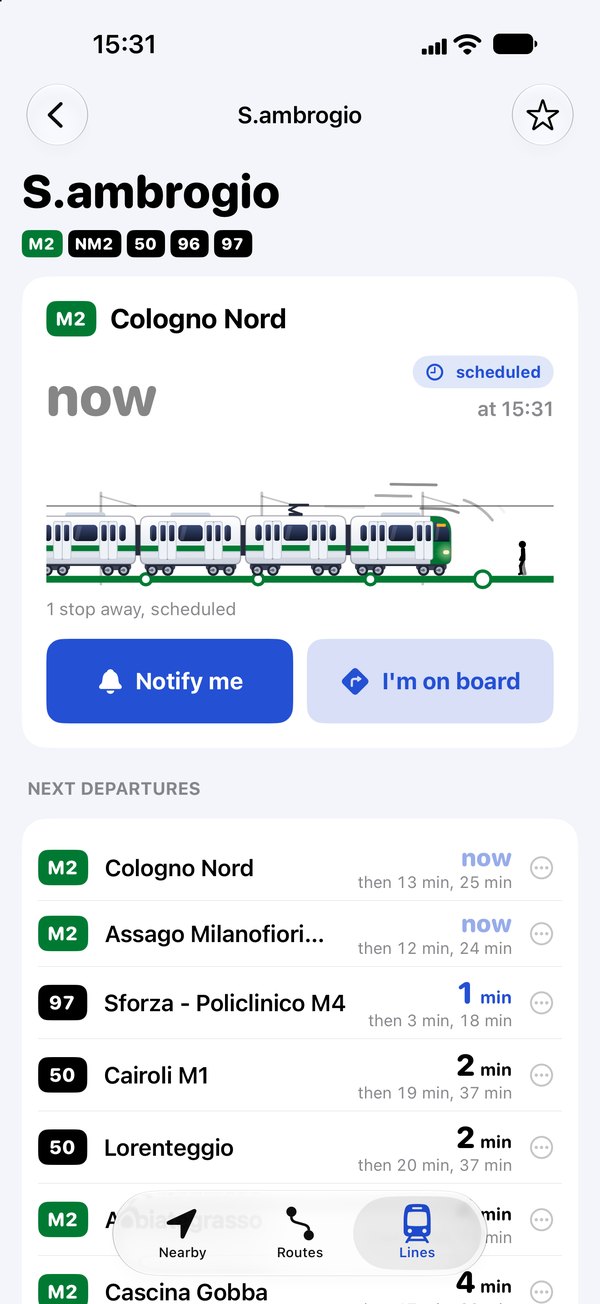 15:31
S.ambrogio
S.ambrogio
M2 NM2 50 96 97
M2 Cologno Nord
scheduled
now
at 15:31
M
1 stop away, scheduled
Notify me I'm on board
NEXT DEPARTURES
M2 Cologno Nord now
then 13 min, 25 min
M2 Assago Milanofiori... now
then 12 min, 24 min
97 Sforza - Policlinico M4 1 min
then 3 min, 18 min
50 Cairoli M1 2 min
then 19 min, 37 min
50 Lorenteggio 2 min
then 20 min, 37 min
M2 min
min
Nearby Routes Lines
M2 Cascina Gobba 4 min